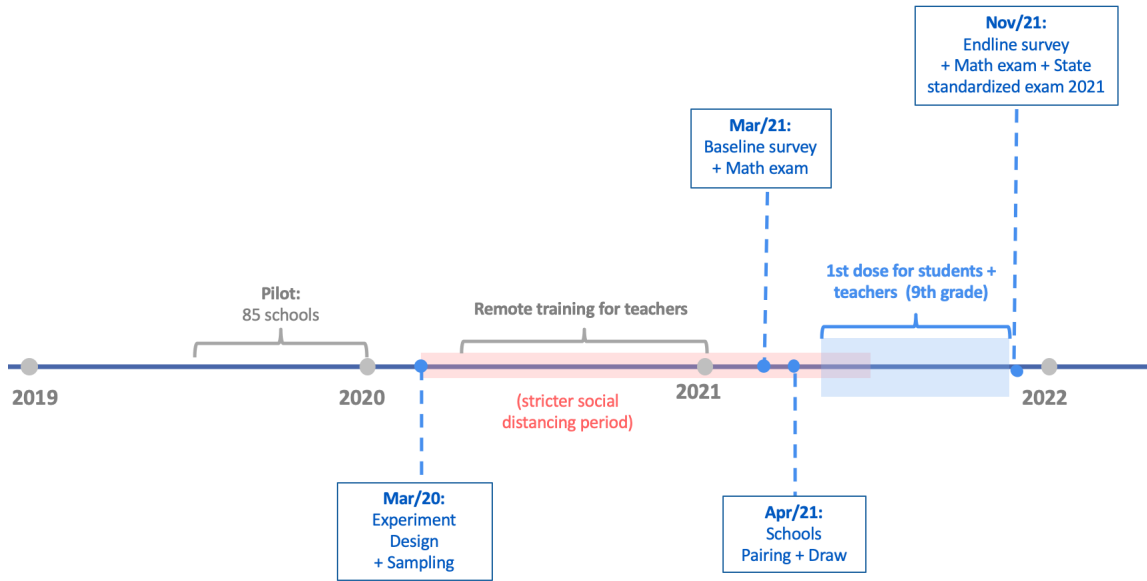 Nov/21:
Endline survey
+ Math exam + State
standardized exam 2021
Mar/21:
Baseline survey
+ Math exam
1st dose for students +
teachers (9th grade)
Pilot:
85 schools
Remote training for teachers
2019
2020
2021
2022
(stricter social
distancing period)
Mar/20:
Experiment
Design
+ Sampling
Apr/21:
Schools
Pairing + Draw